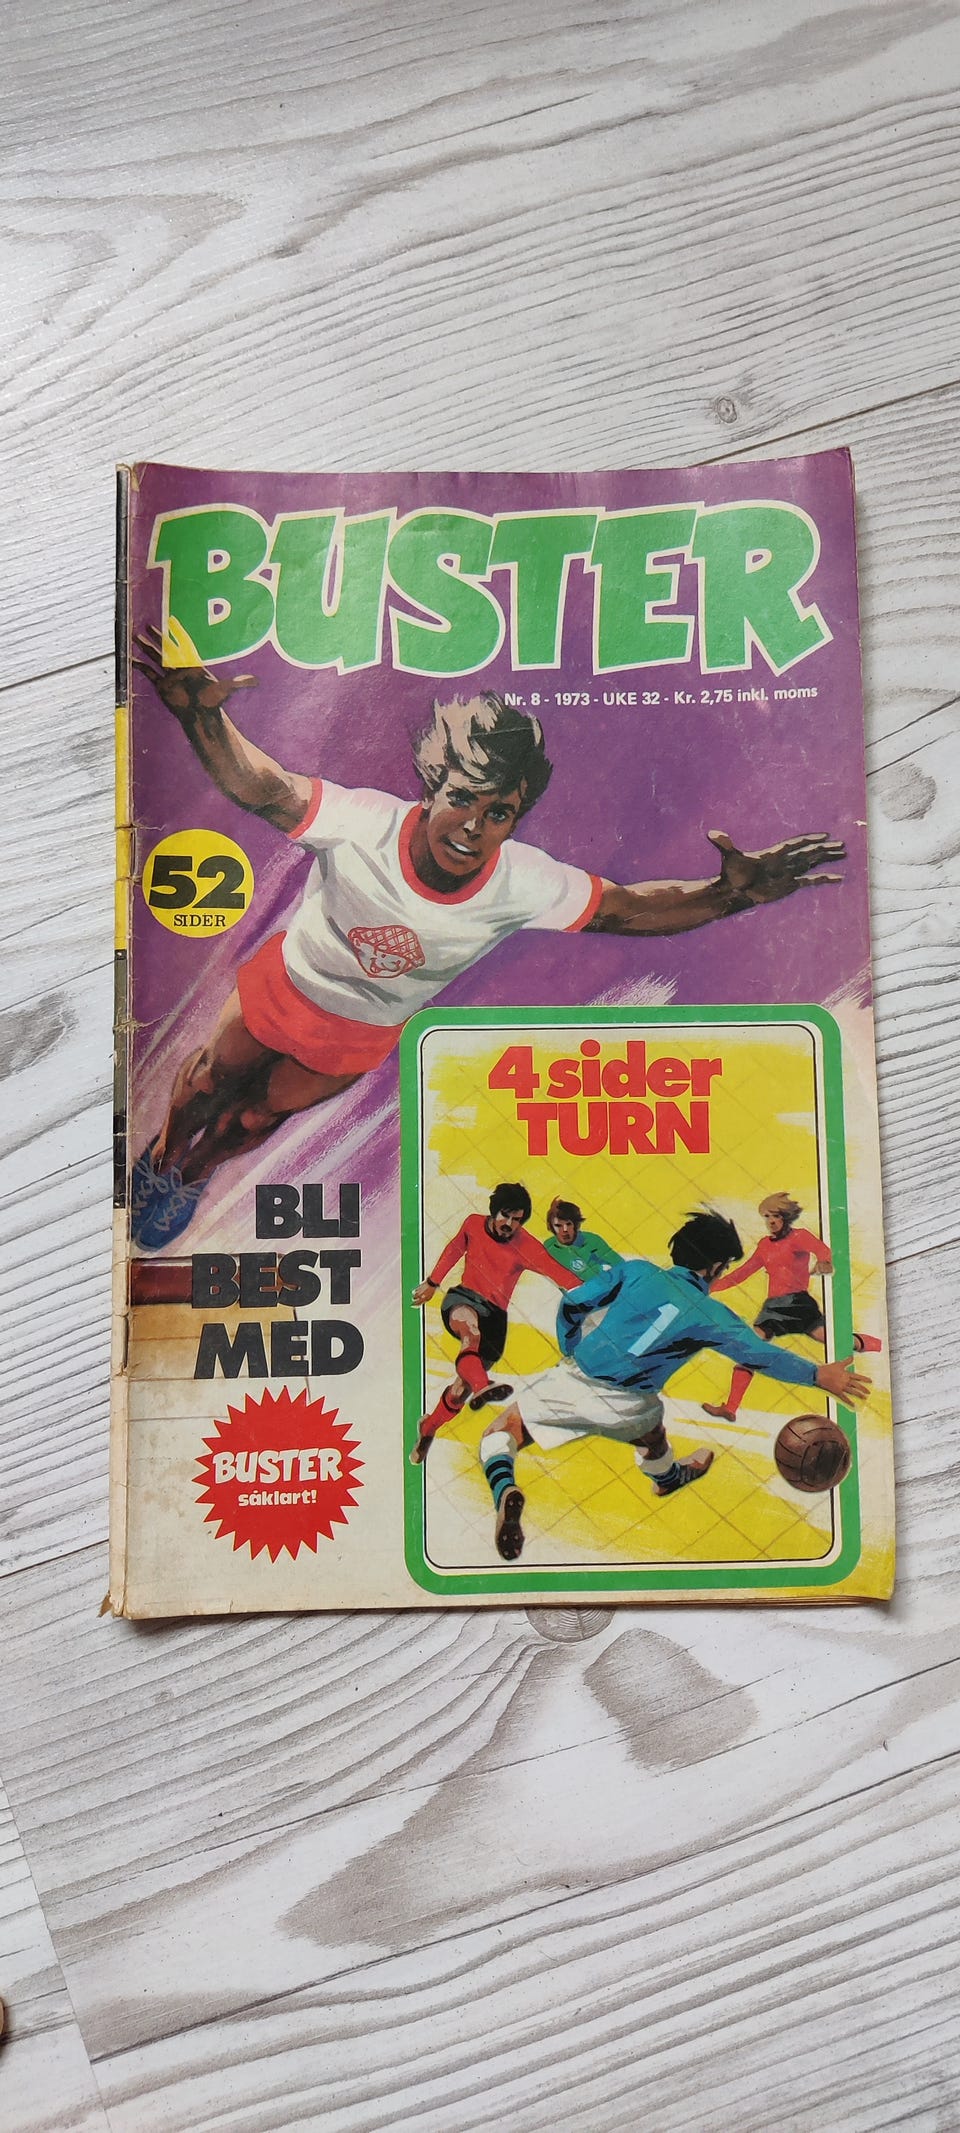 BUSTER
Nr. 8 - 1973 - UKE 32 - Kr. 2,75 inkl. moms
52
SIDER
4 sider
TURN
BLI
BEST
MED
BUSTER
såklart!
1